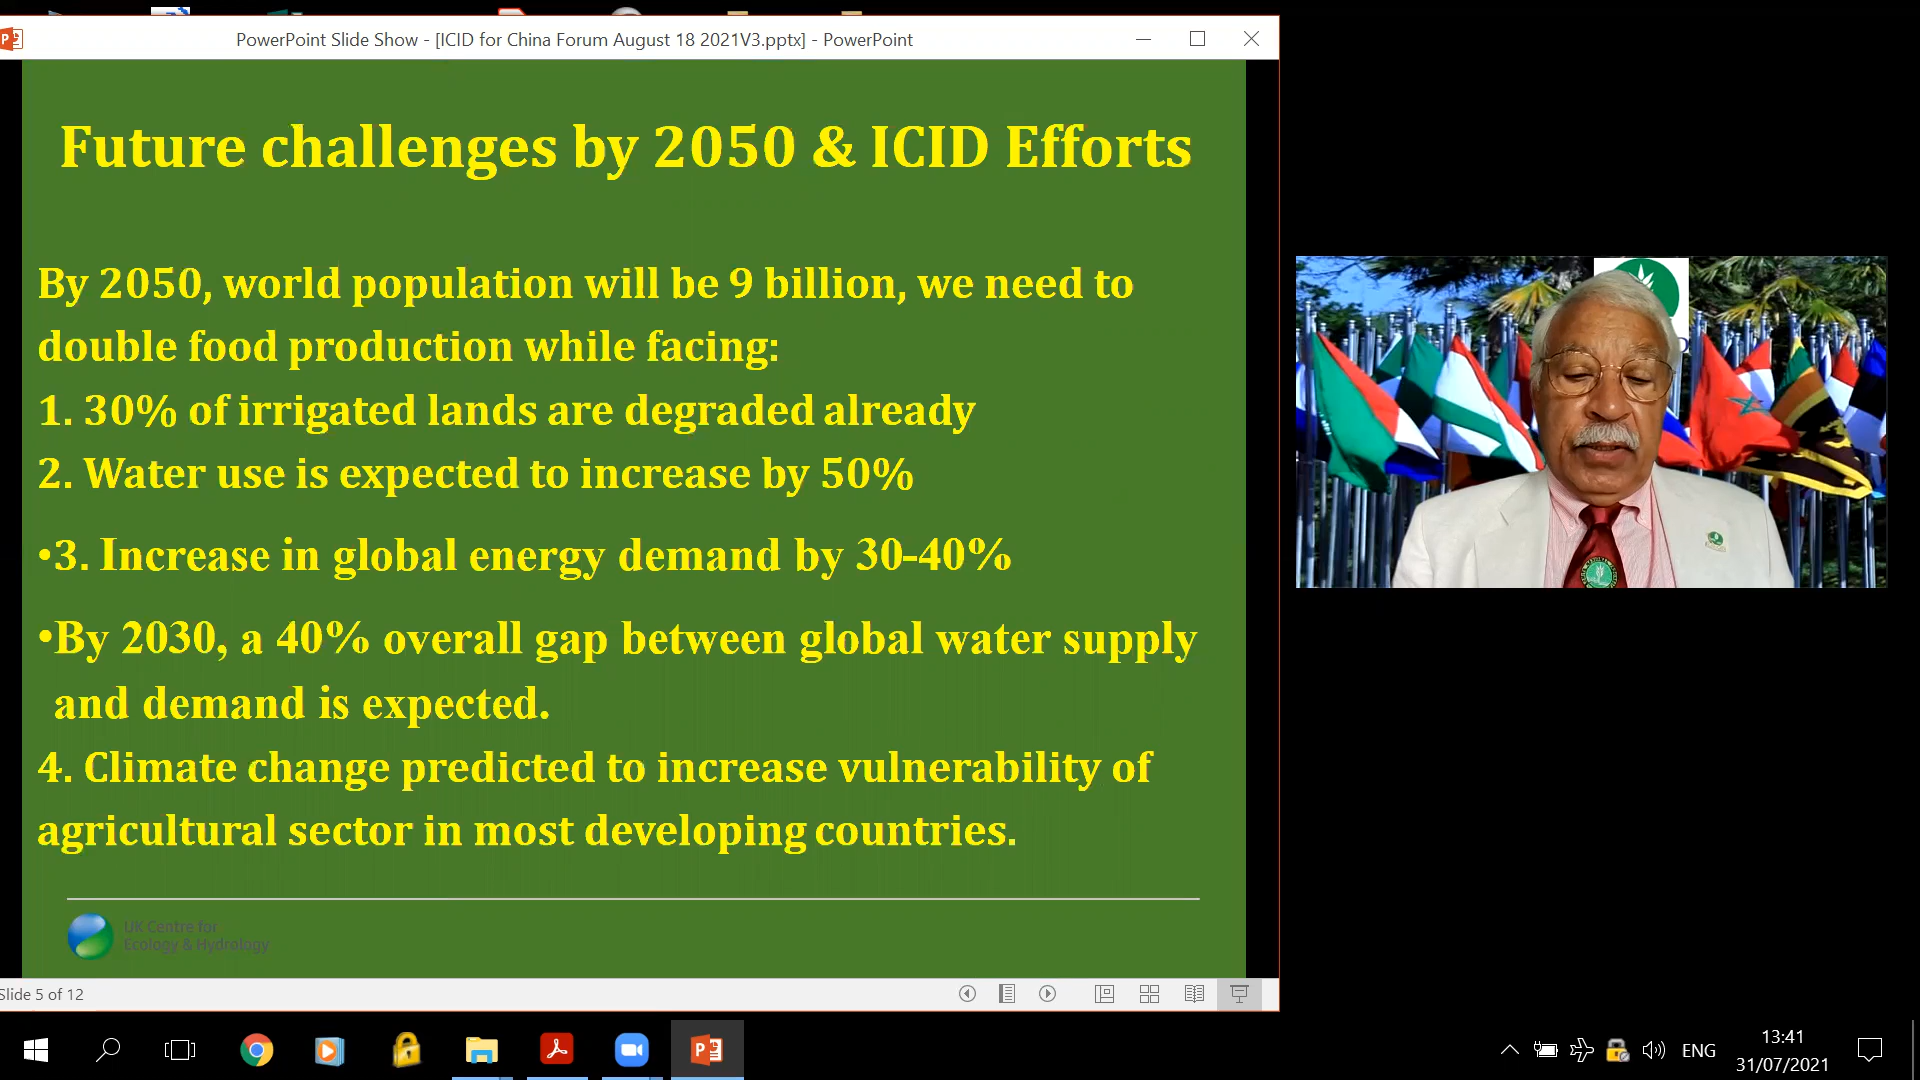 PowerPoint Slide Show - [ICID for China Forum August 18 2021V3.pptx] - PowerPoint
Future challenges by 2050 & ICID Efforts
By 2050, world population will be 9 billion, we need to
double food production while facing:
1. 30% of irrigated lands are degraded already
2. Water use is expected to increase by 50%
•3. Increase in global energy demand by 30-40%
•By 2030, a 40% overall gap between global water supply
and demand is expected.
4. Climate change predicted to increase vulnerability of
agricultural sector in most developing countries.
UK Centre for
Ecology & Hydrology
Slide 5 of 12
ENG
13:41
31/07/2021